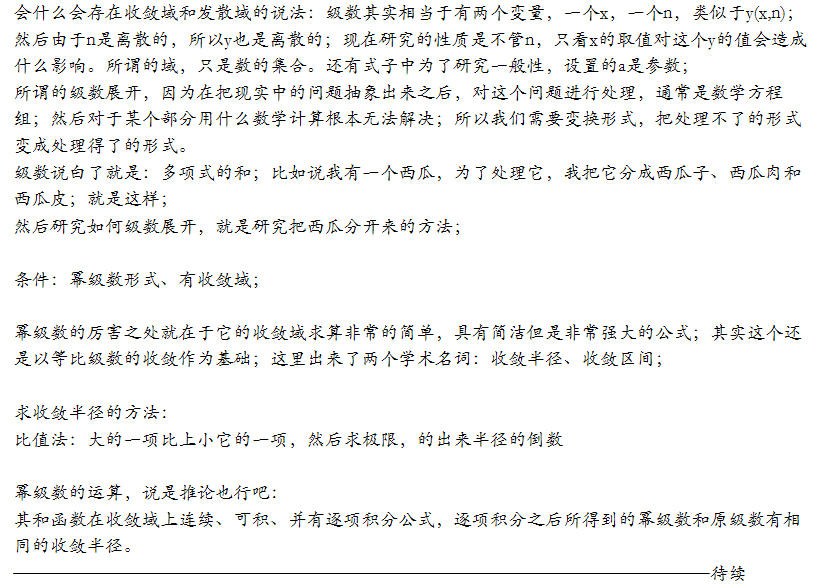 会什么会存在收敛域和发散域的说法：级数其实相当于有两个变量，一个x，一个n，类似于y(x,n)；
然后由于n是离散的，所以y也是离散的；现在研究的性质是不管n，只看x的取值对这个y的值会造成
什么影响。所谓的域，只是数的集合。还有式子中为了研究一般性，设置的a是参数；
所谓的级数展开，因为在把现实中的问题抽象出来之后，对这个问题进行处理，通常是数学方程
组；然后对于某个部分用什么数学计算根本无法解决；所以我们需要变换形式，把处理不了的形式
变成处理得了的形式。
级数说白了就是：多项式的和；比如说我有一个西瓜，为了处理它，我把它分成西瓜子、西瓜肉和
西瓜皮；就是这样；
然后研究如何级数展开，就是研究把西瓜分开来的方法；
条件：幂级数形式、有收敛域；
幂级数的厉害之处就在于它的收敛域求算非常的简单，具有简洁但是非常强大的公式；其实这个还
是以等比级数的收敛作为基础；这里出来了两个学术名词：收敛半径、收敛区间；
求收敛半径的方法：
比值法：大的一项比上小它的一项，然后求极限，的出来半径的倒数
幂级数的运算，说是推论也行吧：
其和函数在收敛域上连续、可积、并有逐项积分公式，逐项积分之后所得到的幂级数和原级数有相
同的收敛半径。
————————————————————————————————————待续